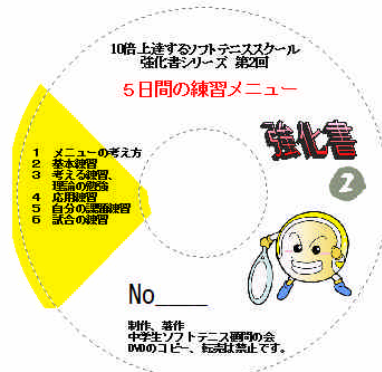 10倍上達するソフトテニススクール
強化書シリーズ 第2回
5日間の練習メニュー
強化書
2
1 メニューの考え方
2 基本練習
3 考える練習、
理論の勉強
4 応用練習
5 自分の課題練習
6 試合の練習
No____
制作、著作
中学生ソフトテニス顧問の会
DVDのコピー、転売は禁止です。